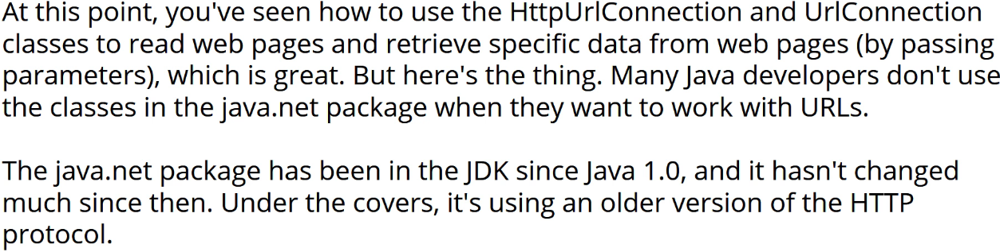 At this point, you've seen how to use the HttpUrlConnection and UrlConnection
classes to read web pages and retrieve specific data from web pages (by passing
parameters), which is great. But here's the thing. Many Java developers don't use
the classes in the java.net package when they want to work with URLs.
The java.net package has been in the JDK since Java 1.0, and it hasn't changed
much since then. Under the covers, it's using an older version of the HTTP
protocol.